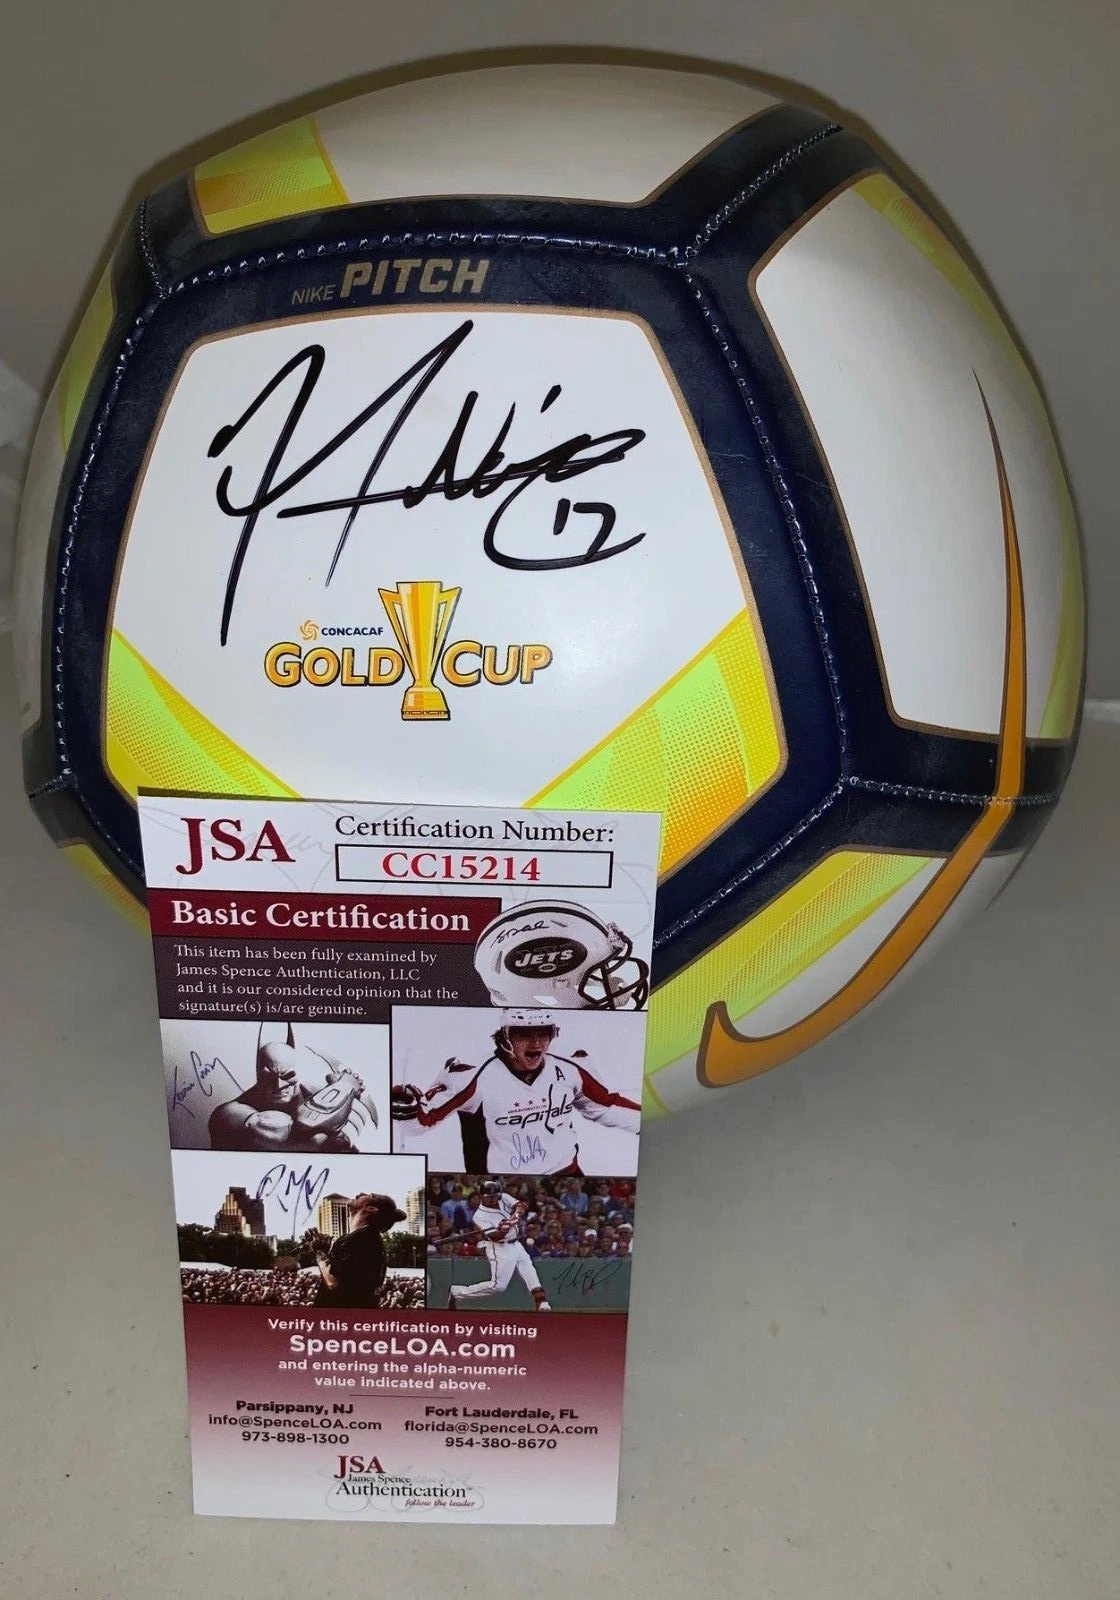 NIKE PITCH
17
CONCACAF
GOLD CUP
JSA
Certification Number:
CC15214
Basic Certification
This item has been fully examined by
James Spence Authentication, LLC
and it is our considered opinion that the
signature(s) is/are genuine.
JETS
A
capitals
Verify this certification by visiting
SpenceLOA.com
and entering the alpha-numeric
value indicated above.
Parsippany, NJ
info@SpenceLOA.com
973-898-1300
Fort Lauderdale, FL
florida@SpenceLOA.com
954-380-8670
JSA
James Spence
Authentication
follow the leader